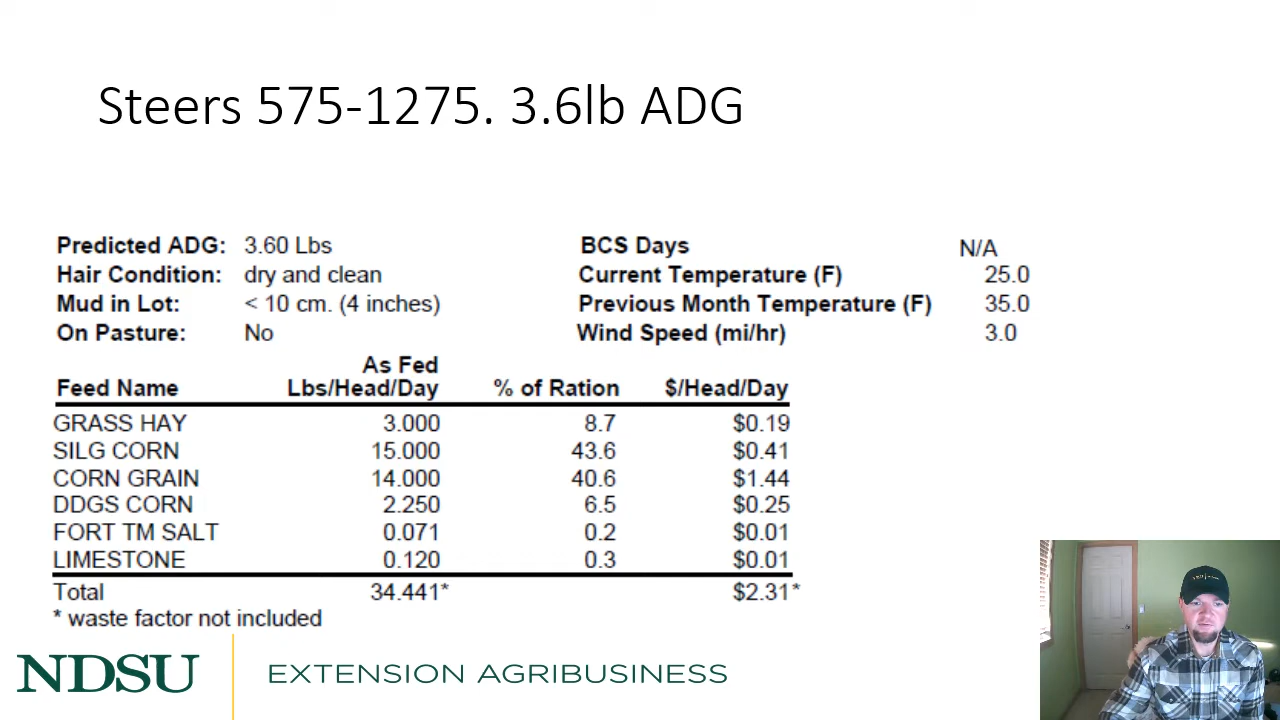 Steers 575-1275. 3.6lb ADG
Predicted ADG: 3.60 Lbs BCS Days N/A
Hair Condition: dry and clean Current Temperature (F) 25.0
Mud in Lot: < 10 cm. (4 inches) Previous Month Temperature (F) 35.0
On Pasture: No Wind Speed (mi/hr) 3.0
As Fed
Feed Name Lbs/Head/Day % of Ration $/Head/Day
GRASS HAY 3.000 8.7 $0.19
SILG CORN 15.000 43.6 $0.41
CORN GRAIN 14.000 40.6 $1.44
DDGS CORN 2.250 6.5 $0.25
FORT TM SALT 0.071 0.2 $0.01
LIMESTONE 0.120 0.3 $0.01
Total 34.441* $2.31*
* waste factor not included
NDSU EXTENSION AGRIBUSINESS